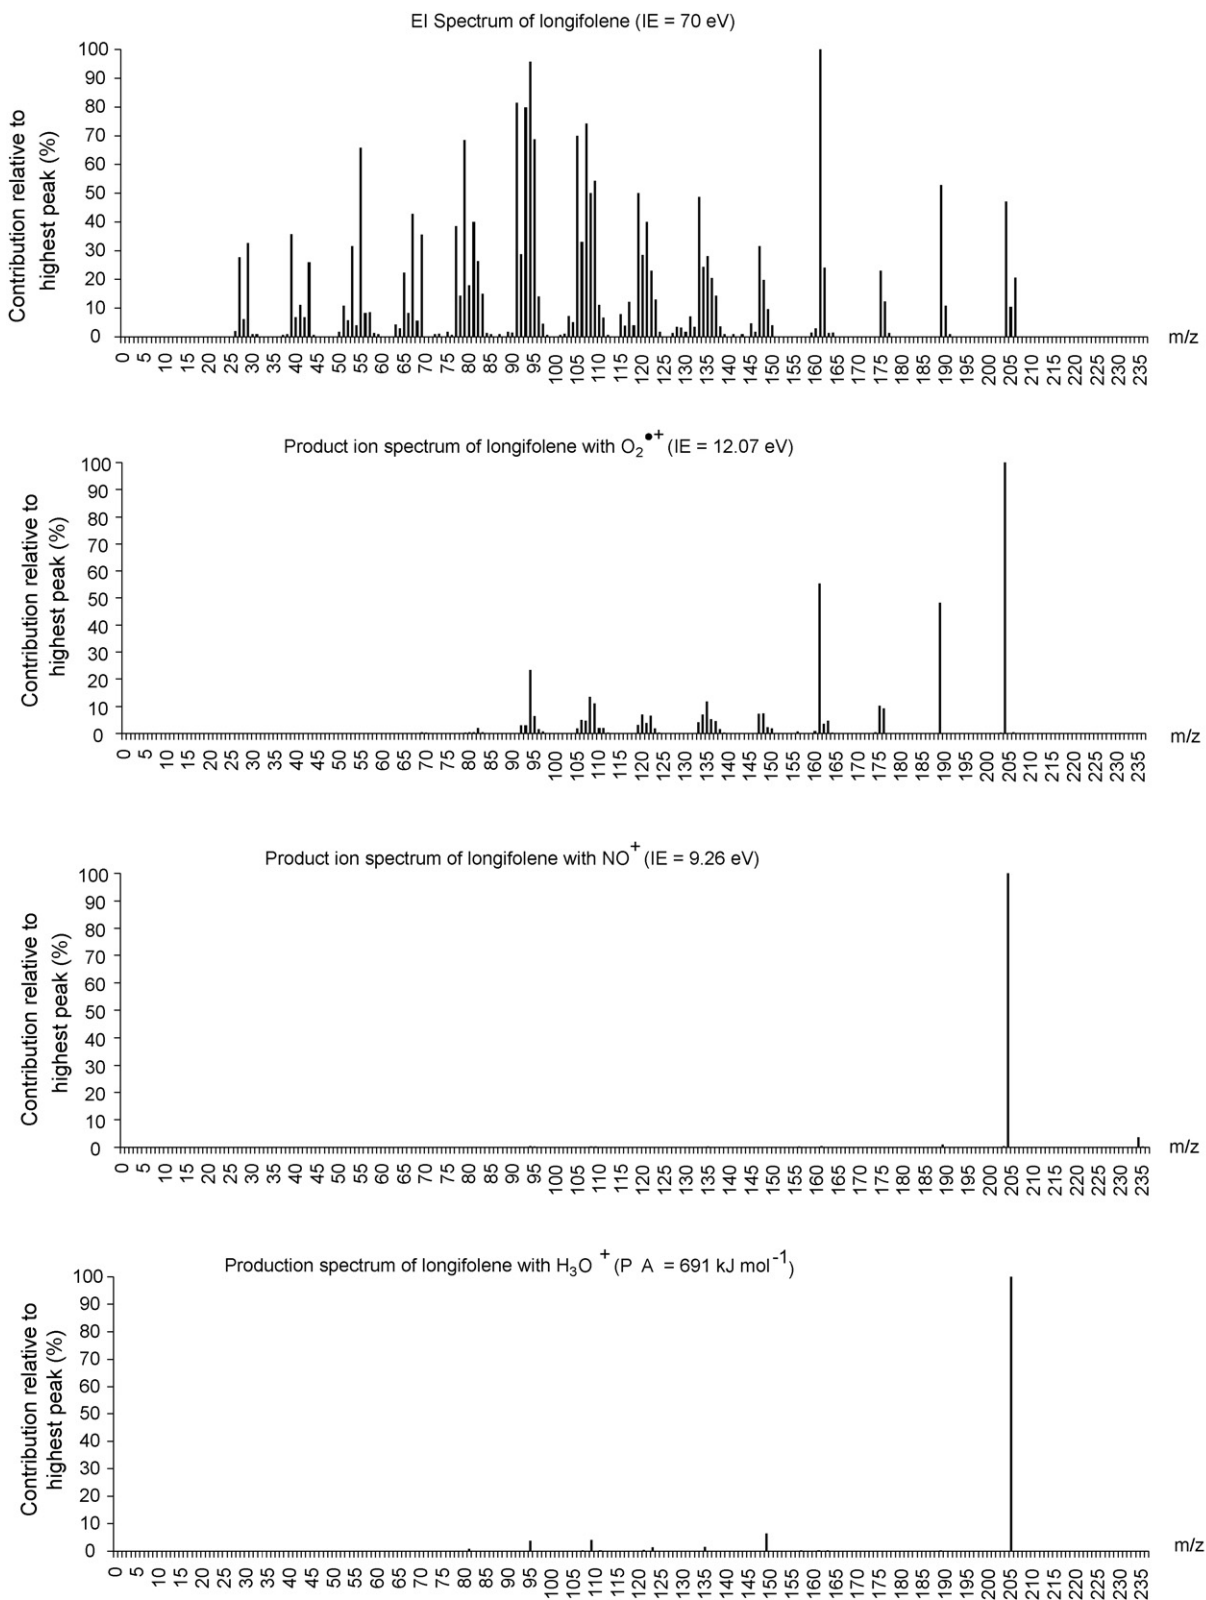 EI Spectrum of longifolene (IE = 70 eV)
Contribution relative to
highest peak (%)
100
90
80
70
60
50
40
30
20
10
0
0 5 10 15 20 25 30 35 40 45 50 55 60 65 70 75 80 85 90 95 100 105 110 115 120 125 130 135 140 145 150 155 160 165 170 175 180 185 190 195 200 205 210 215 220 225 230 235
m/z
Product ion spectrum of longifolene with O₂•⁺ (IE = 12.07 eV)
Contribution relative to
highest peak (%)
100
90
80
70
60
50
40
30
20
10
0
0 5 10 15 20 25 30 35 40 45 50 55 60 65 70 75 80 85 90 95 100 105 110 115 120 125 130 135 140 145 150 155 160 165 170 175 180 185 190 195 200 205 210 215 220 225 230 235
m/z
Product ion spectrum of longifolene with NO⁺ (IE = 9.26 eV)
Contribution relative to
highest peak (%)
100
90
80
70
60
50
40
30
20
10
0
0 5 10 15 20 25 30 35 40 45 50 55 60 65 70 75 80 85 90 95 100 105 110 115 120 125 130 135 140 145 150 155 160 165 170 175 180 185 190 195 200 205 210 215 220 225 230 235
m/z
Production spectrum of longifolene with H₃O ⁺ (P A = 691 kJ mol⁻¹)
Contribution relative to
highest peak (%)
100
90
80
70
60
50
40
30
20
10
0
0 5 10 15 20 25 30 35 40 45 50 55 60 65 70 75 80 85 90 95 100 105 110 115 120 125 130 135 140 145 150 155 160 165 170 175 180 185 190 195 200 205 210 215 220 225 230 235
m/z